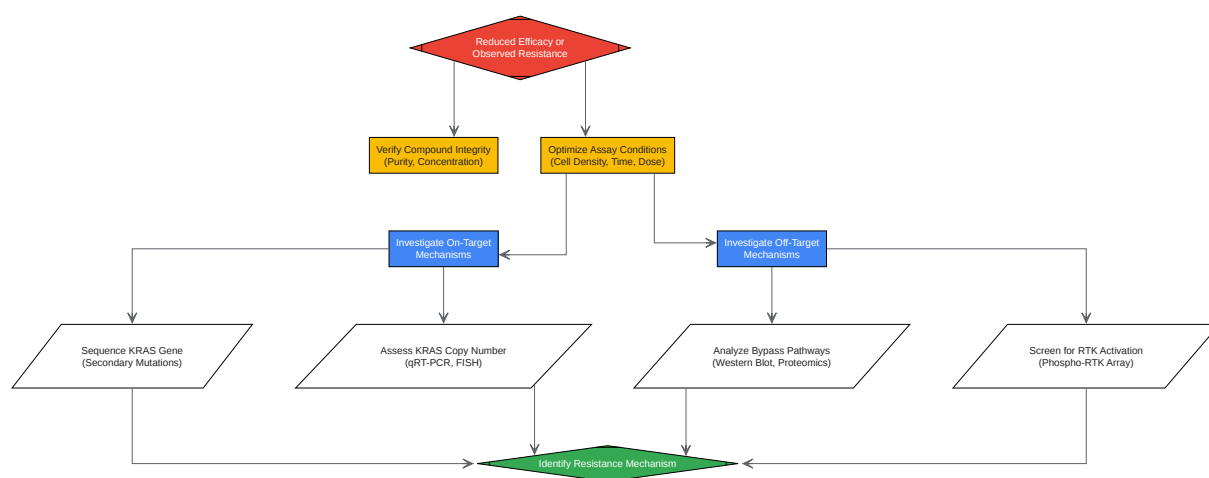 Reduced Efficacy or
Observed Resistance
Verify Compound Integrity
(Purity, Concentration)
Optimize Assay Conditions
(Cell Density, Time, Dose)
Investigate On-Target
Mechanisms
Investigate Off-Target
Mechanisms
Sequence KRAS Gene
(Secondary Mutations)
Assess KRAS Copy Number
(qRT-PCR, FISH)
Analyze Bypass Pathways
(Western Blot, Proteomics)
Screen for RTK Activation
(Phospho-RTK Array)
Identify Resistance Mechanism